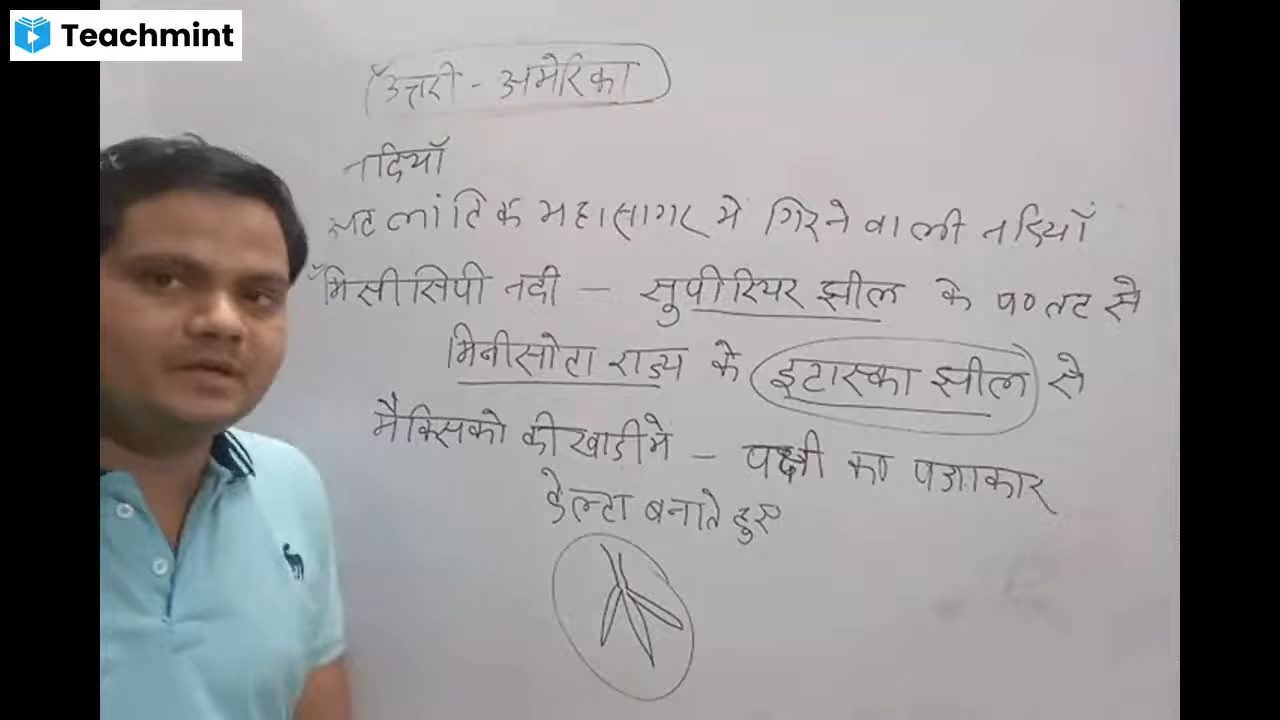 Teachmint
उत्तरी - अमेरिका
नदियाँ
अटलांटिक महासागर मे गिरने वाली नदियाँ
मिसीसिपी नदी - सुपीरियर झील के प० तट से
मिनीसोटा राज्य के इटास्का झील से
मैक्सिको की खाड़ी मे - पक्षी का पंजाकार
डेल्टा बनाते हुए